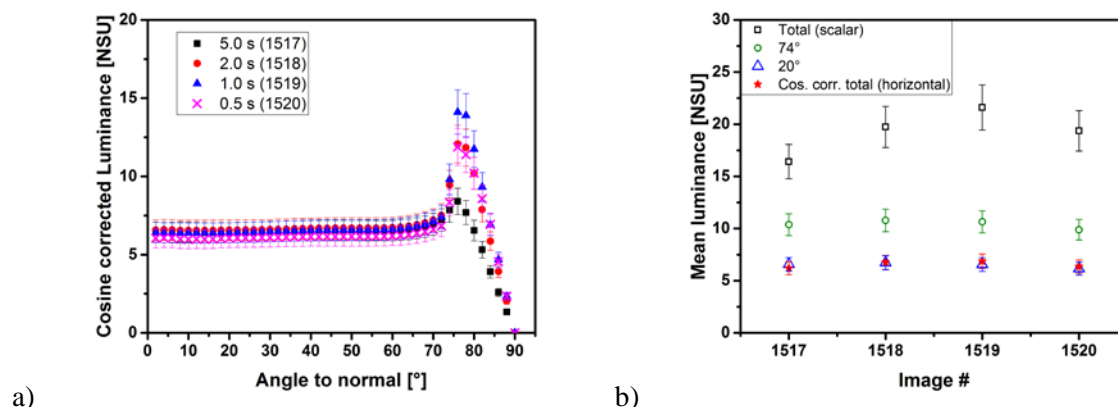 30
25
20
15
10
5
0
Cosine corrected Luminance [NSU]
5.0 s (1517)
2.0 s (1518)
1.0 s (1519)
0.5 s (1520)
0 10 20 30 40 50 60 70 80 90
Angle to normal [°]
a)
20
15
10
5
0
Mean luminance [NSU]
Total (scalar)
74°
20°
Cos. corr. total (horizontal)
1517 1518 1519 1520
Image #
b)